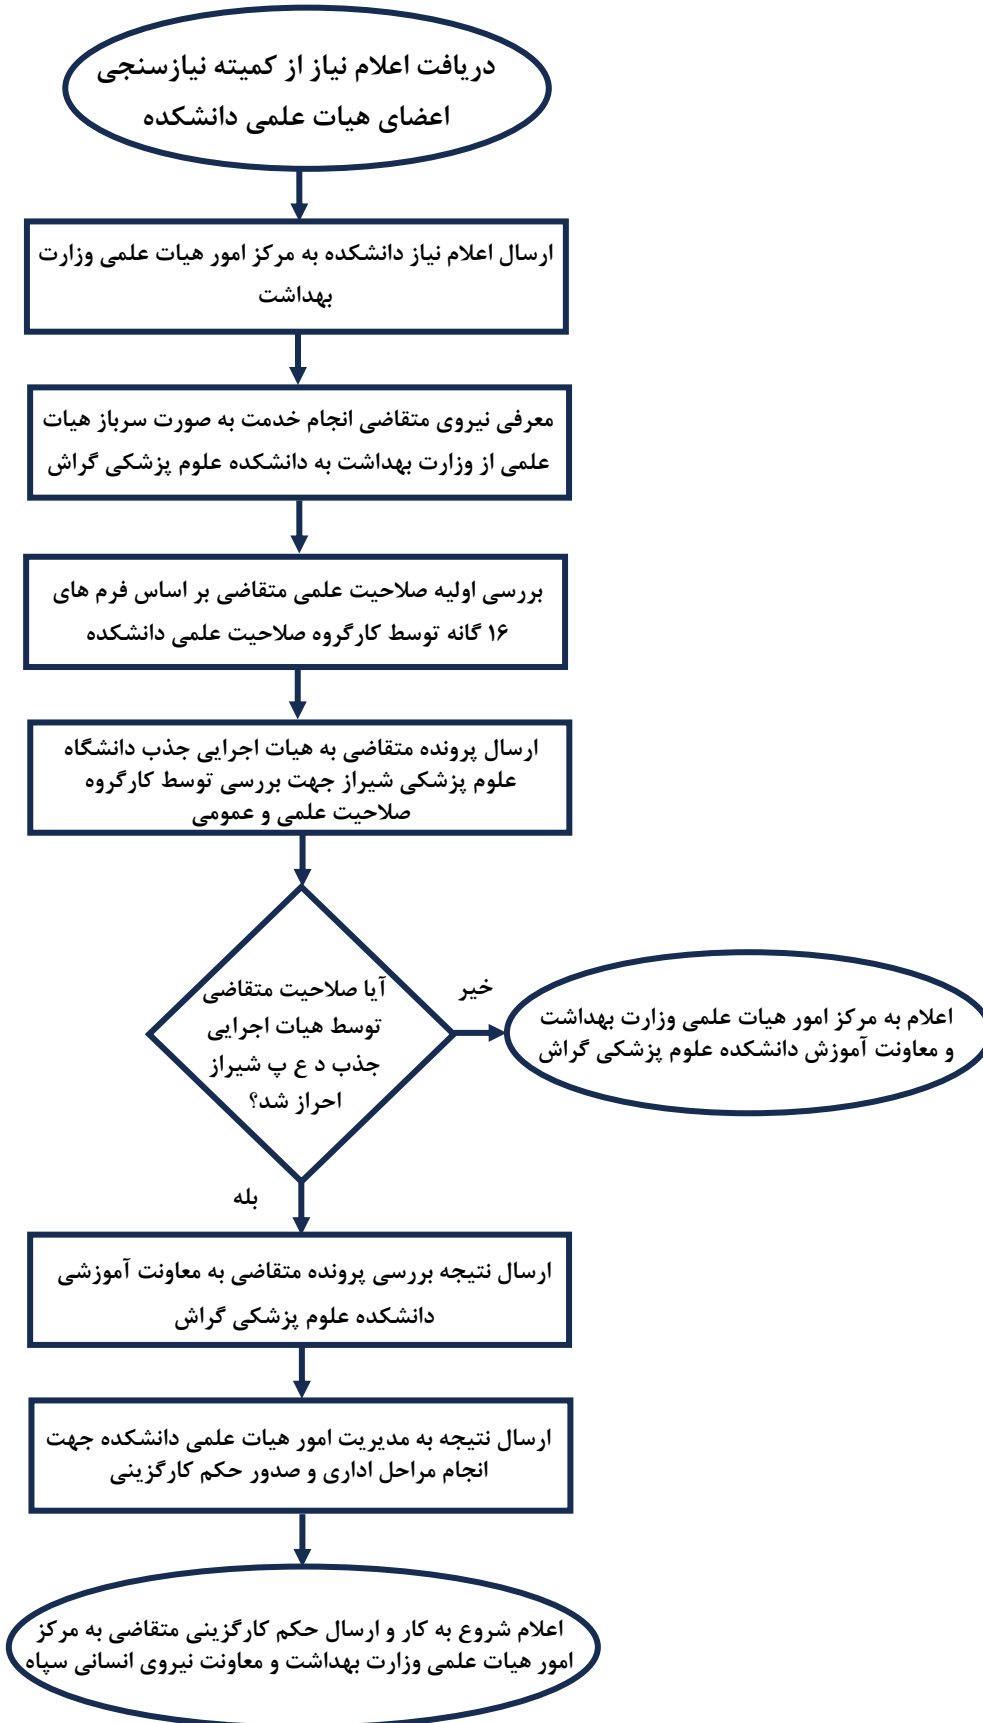 دریافت اعلام نیاز از کمیته نیازسنجی
اعضای هیات علمی دانشکده
ارسال اعلام نیاز دانشکده به مرکز امور هیات علمی وزارت
بهداشت
معرفی نیروی متقاضی انجام خدمت به صورت سرباز هیات
علمی از وزارت بهداشت به دانشکده علوم پزشکی گراش
بررسی اولیه صلاحیت علمی متقاضی بر اساس فرم های
۱۶ گانه توسط کارگروه صلاحیت علمی دانشکده
ارسال پرونده متقاضی به هیات اجرایی جذب دانشگاه
علوم پزشکی شیراز جهت بررسی توسط کارگروه
صلاحیت علمی و عمومی
آیا صلاحیت متقاضی
توسط هیات اجرایی
جذب د ع پ شیراز
احراز شد؟
خیر
اعلام به مرکز امور هیات علمی وزارت بهداشت
و معاونت آموزش دانشکده علوم پزشکی گراش
بله
ارسال نتیجه بررسی پرونده متقاضی به معاونت آموزشی
دانشکده علوم پزشکی گراش
ارسال نتیجه به مدیریت امور هیات علمی دانشکده جهت
انجام مراحل اداری و صدور حکم کارگزینی
اعلام شروع به کار و ارسال حکم کارگزینی متقاضی به مرکز
امور هیات علمی وزارت بهداشت و معاونت نیروی انسانی سپاه